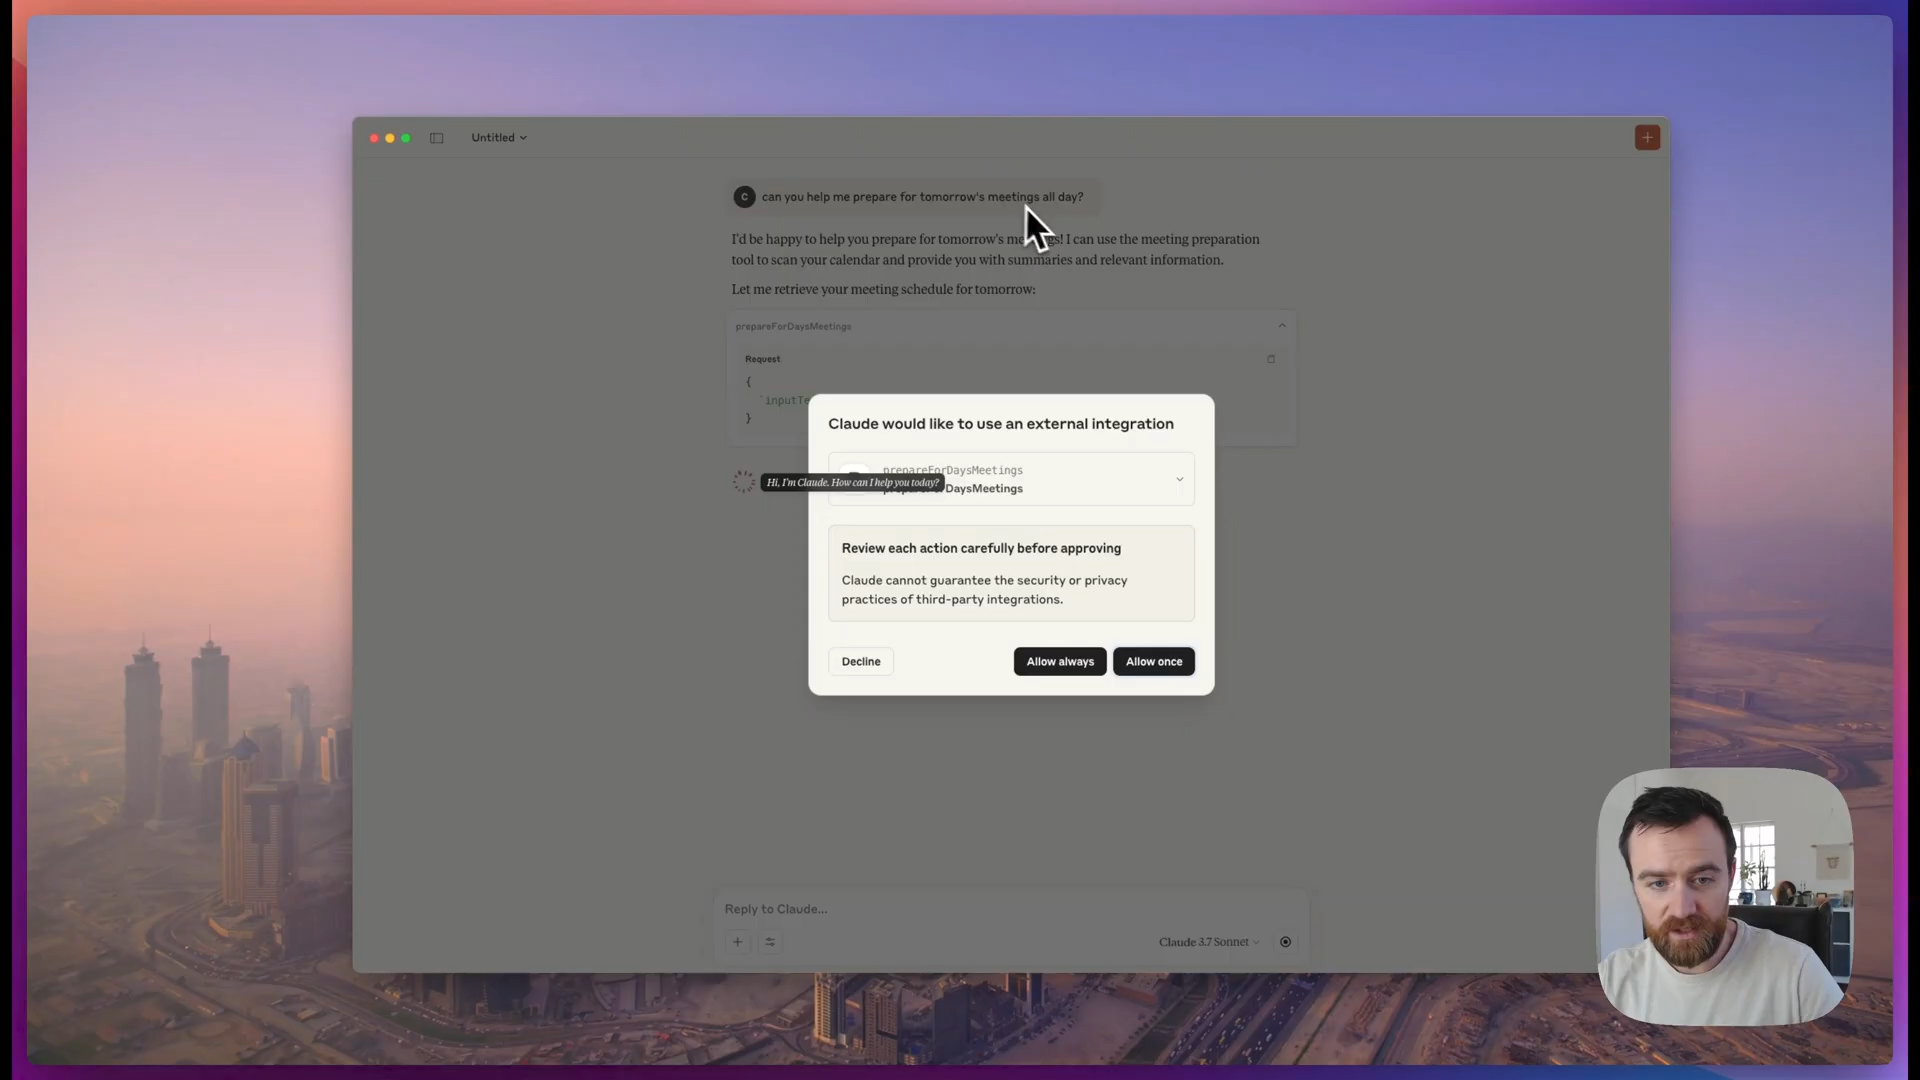 Untitled
C can you help me prepare for tomorrow's meetings all day?
I'd be happy to help you prepare for tomorrow's meetings! I can use the meeting preparation
tool to scan your calendar and provide you with summaries and relevant information.
Let me retrieve your meeting schedule for tomorrow:
prepareForDaysMeetings
Request
{
`inputTe
}
Claude would like to use an external integration
prepareForDaysMeetings
prepareForDaysMeetings
Hi, I'm Claude. How can I help you today?
Review each action carefully before approving
Claude cannot guarantee the security or privacy
practices of third-party integrations.
Decline
Allow always
Allow once
Reply to Claude...
Claude 3.7 Sonnet